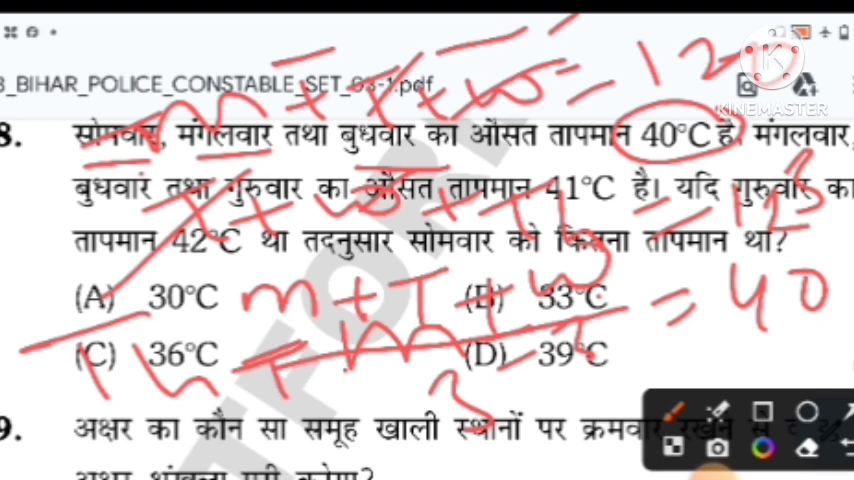 3_BIHAR_POLICE_CONSTABLE_SET_03-1.pdf
KINEMASTER
m + T + w = 120
8. सोमवार, मंगलवार तथा बुधवार का औसत तापमान 40°C है। मंगलवार,
बुधवार तथा गुरुवार का औसत तापमान 41°C है। यदि गुरुवार का
T + w + Th = 123
तापमान 42°C था तदनुसार सोमवार को कितना तापमान था?
(A) 30°C (B) 33°C
m + T + w = 40
3
(C) 36°C (D) 39°C
9. अक्षर का कौन सा समूह खाली स्थानों पर क्रमवार रखने से